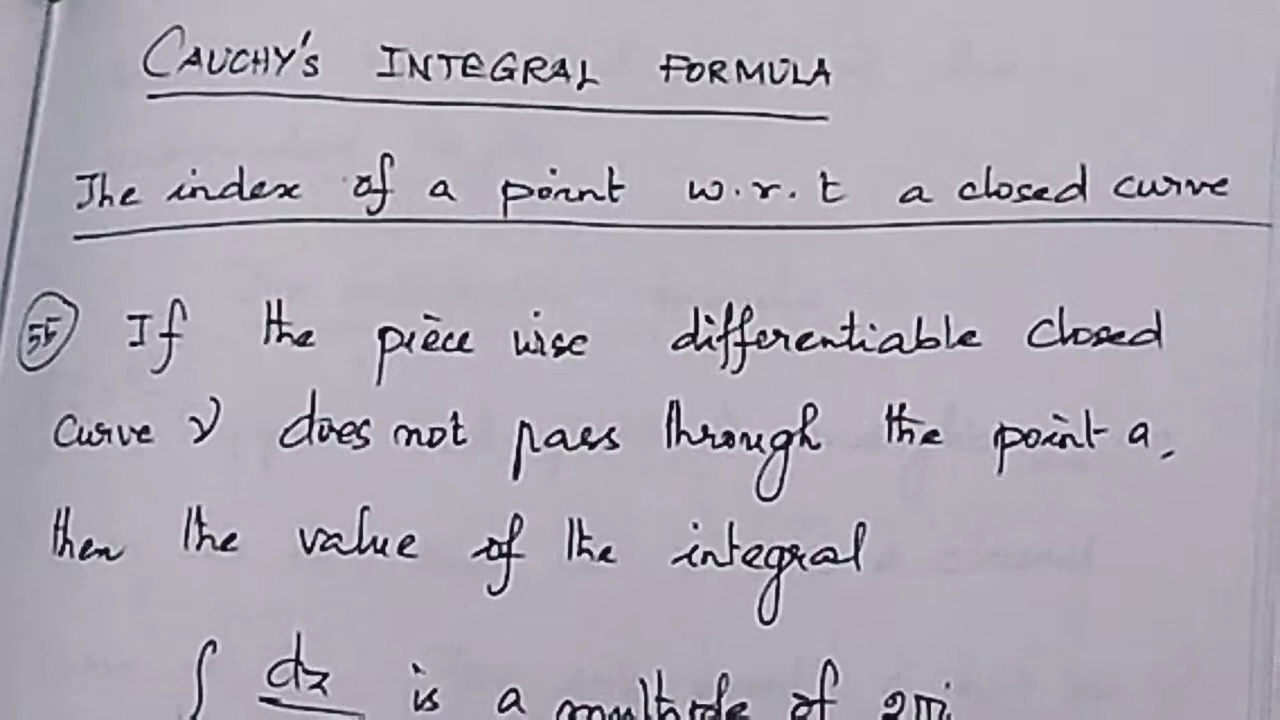 CAUCHY'S INTEGRAL FORMULA
The index of a point w.r.t a closed curve
55 If the piece wise differentiable closed
curve γ does not pass through the point a,
then the value of the integral
∫ dz is a multiple of 2πi